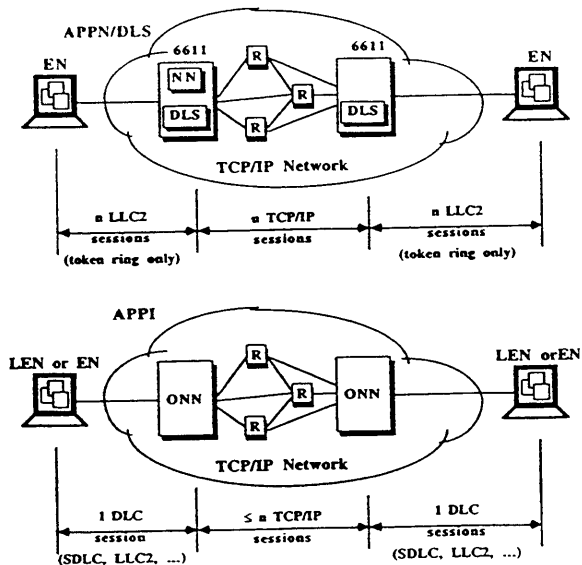 APPN/DLS
6611
6611
EN
EN
NN
DLS
R
R
R
DLS
TCP/IP Network
n LLC2
sessions
(token ring only)
n TCP/IP
sessions
n LLC2
sessions
(token ring only)
APPI
LEN or EN
LEN orEN
ONN
R
R
R
ONN
TCP/IP Network
1 DLC
session
(SDLC, LLC2, ...)
≤ n TCP/IP
sessions
1 DLC
session
(SDLC, LLC2, ...)